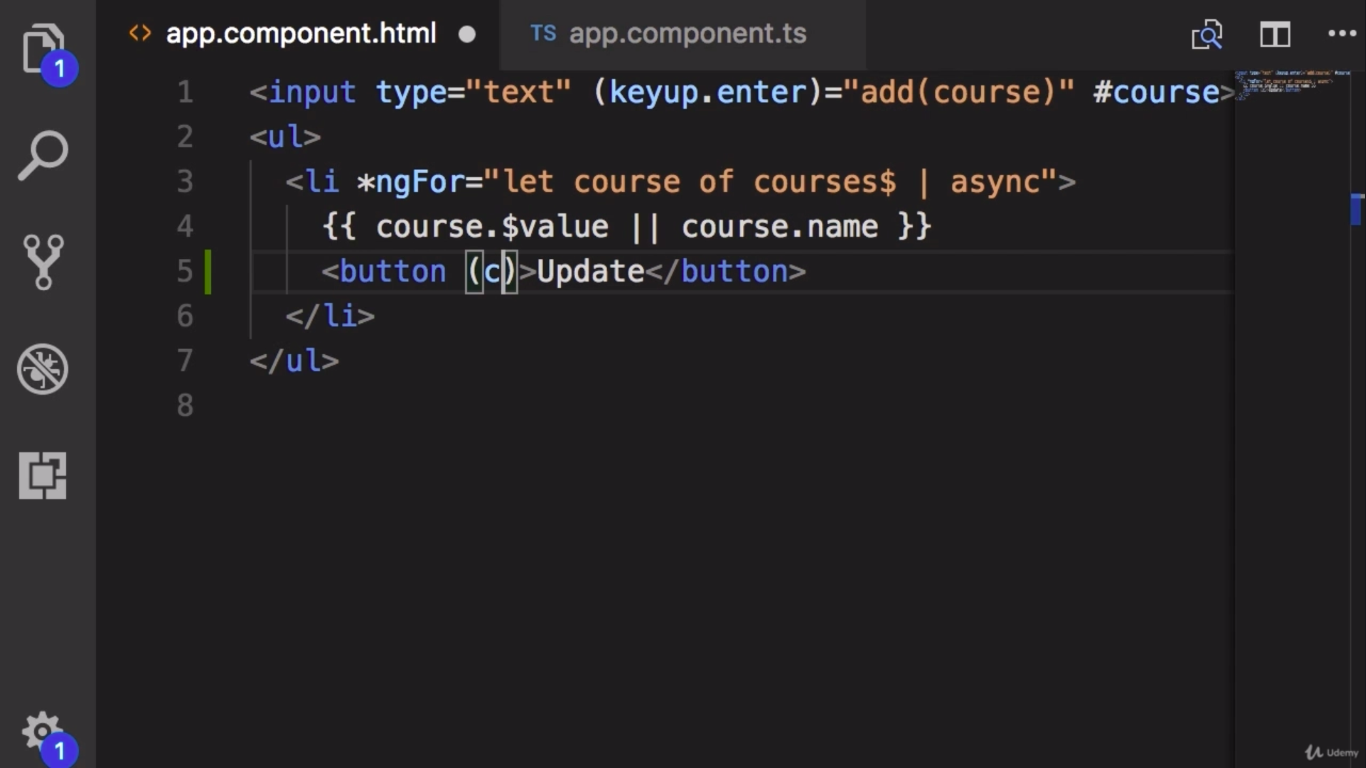 app.component.html
TS app.component.ts
1
1 <input type="text" (keyup.enter)="add(course)" #course>
2 <ul>
3 <li *ngFor="let course of courses$ | async">
4 {{ course.$value || course.name }}
5 <button (c)>Update</button>
6 </li>
7 </ul>
8
1
Udemy